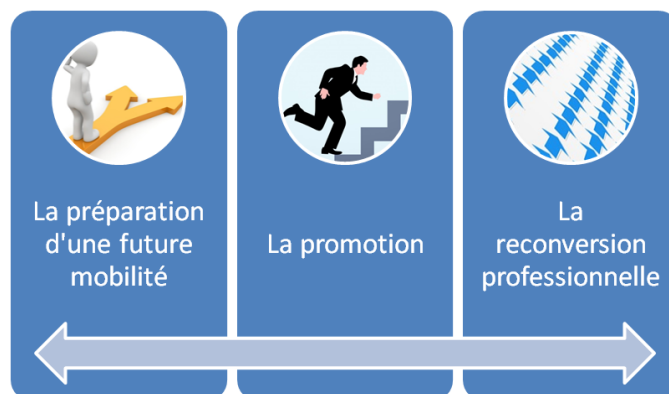 La préparation
d'une future
mobilité
La promotion
La
reconversion
professionnelle